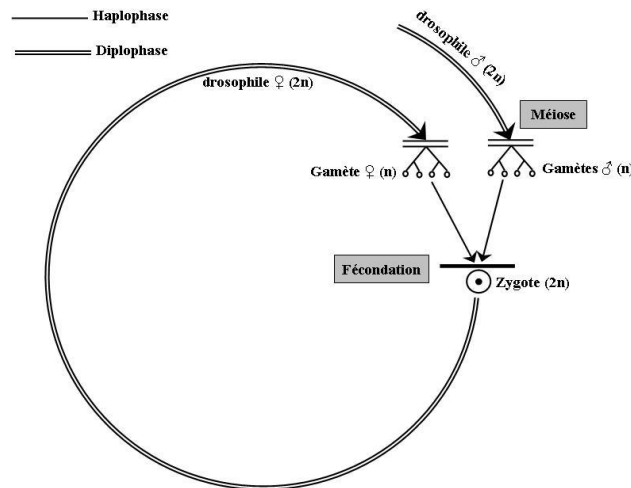 Haplophase
Diplophase
drosophile ♀ (2n)
drosophile ♂ (2n)
Méiose
Gamète ♀ (n)
Gamètes ♂ (n)
Fécondation
Zygote (2n)